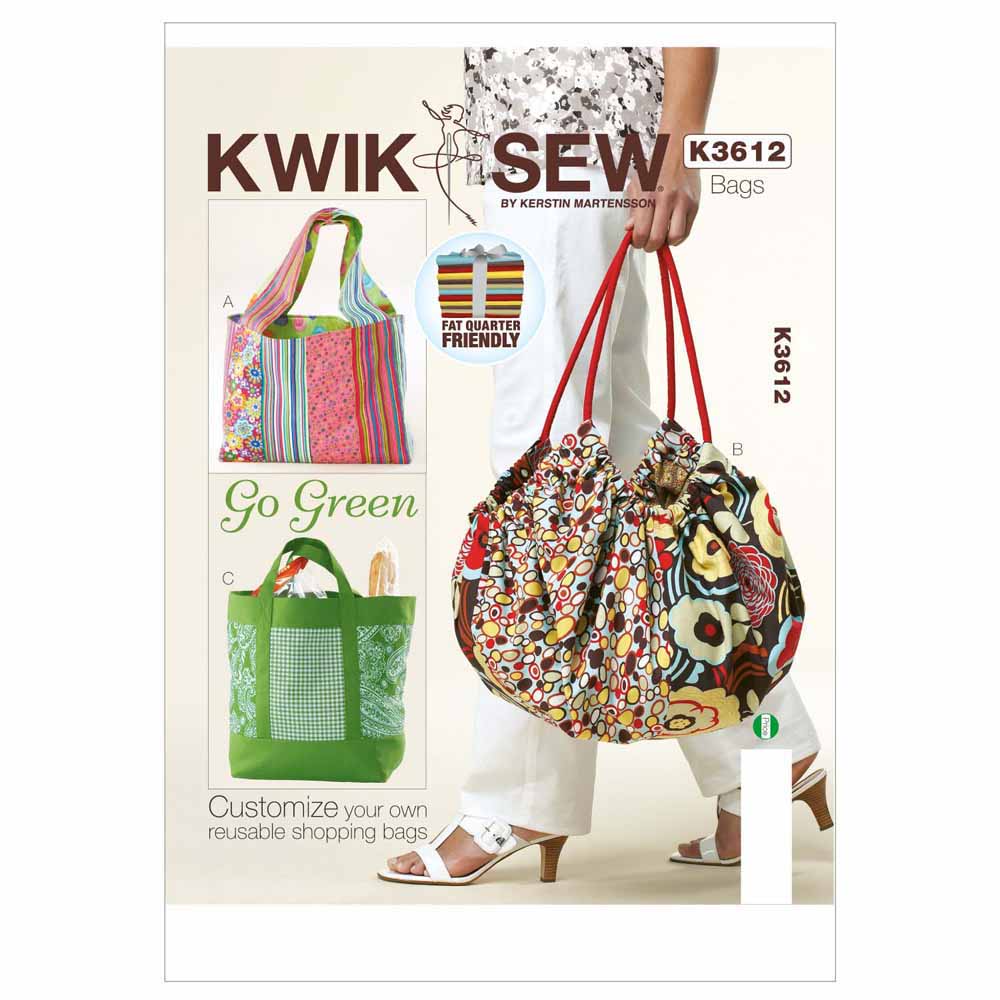 KWIK SEW®
BY KERSTIN MARTENSSON
K3612
Bags
A
FAT QUARTER
FRIENDLY
K3612
B
Go Green
C
Price
Customize your own
reusable shopping bags